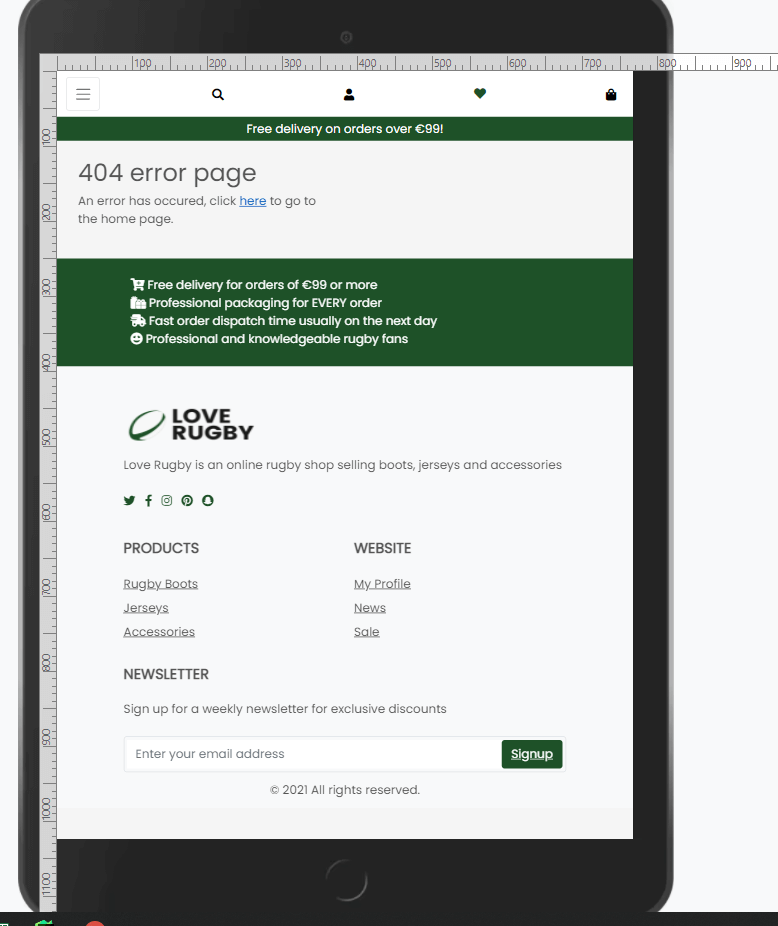 100 200 300 400 500 600 700 800 900
100
200
300
400
500
600
700
800
900
1000
1100
Free delivery on orders over €99!
404 error page
An error has occured, click here to go to
the home page.
Free delivery for orders of €99 or more
Professional packaging for EVERY order
Fast order dispatch time usually on the next day
Professional and knowledgeable rugby fans
LOVE
RUGBY
Love Rugby is an online rugby shop selling boots, jerseys and accessories
PRODUCTS WEBSITE
Rugby Boots My Profile
Jerseys News
Accessories Sale
NEWSLETTER
Sign up for a weekly newsletter for exclusive discounts
Enter your email address Signup
© 2021 All rights reserved.